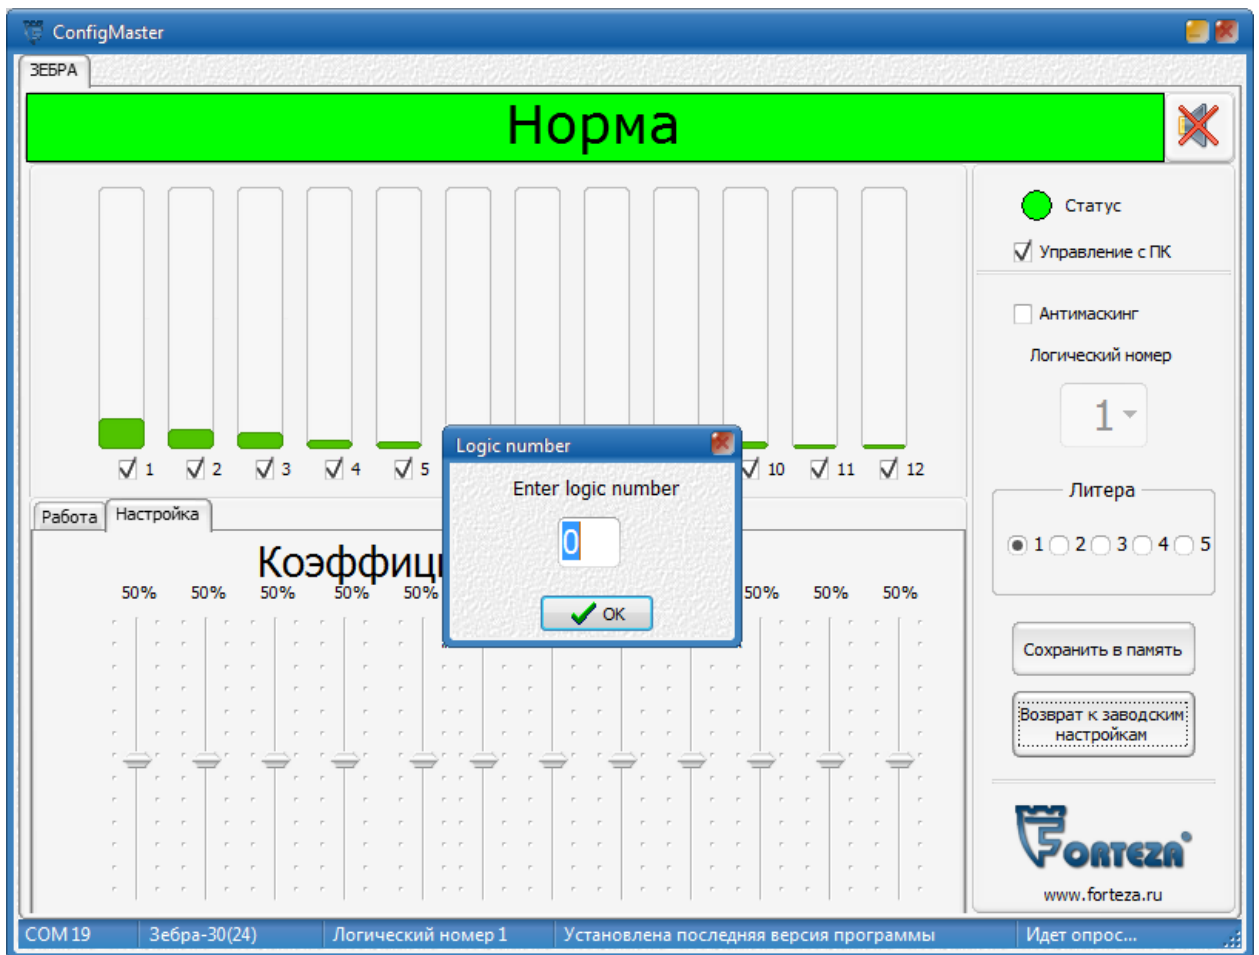 ConfigMaster
ЗЕБРА
Норма
Статус
Управление с ПК
Антимаскинг
Логический номер
1
1 2 3 4 5 10 11 12
Logic number
Enter logic number
0
OK
Литера
1 2 3 4 5
Работа Настройка
Коэффици
50% 50% 50% 50% 50% 50% 50% 50%
Сохранить в память
Возврат к заводским
настройкам
FORTEZA
www.forteza.ru
COM 19 Зебра-30(24) Логический номер 1 Установлена последняя версия программы Идет опрос...